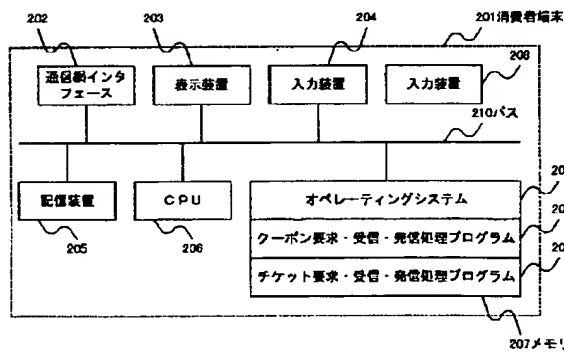 201消費者端末
202
203
204
208
通信網インタ
フェース
表示装置
入力装置
入力装置
210バス
記信装置
CPU
オペレーティングシステム
クーポン要求・受信・発信処理プログラム
チケット要求・受信・発信処理プログラム
20
20
20
205
206
207メモリ